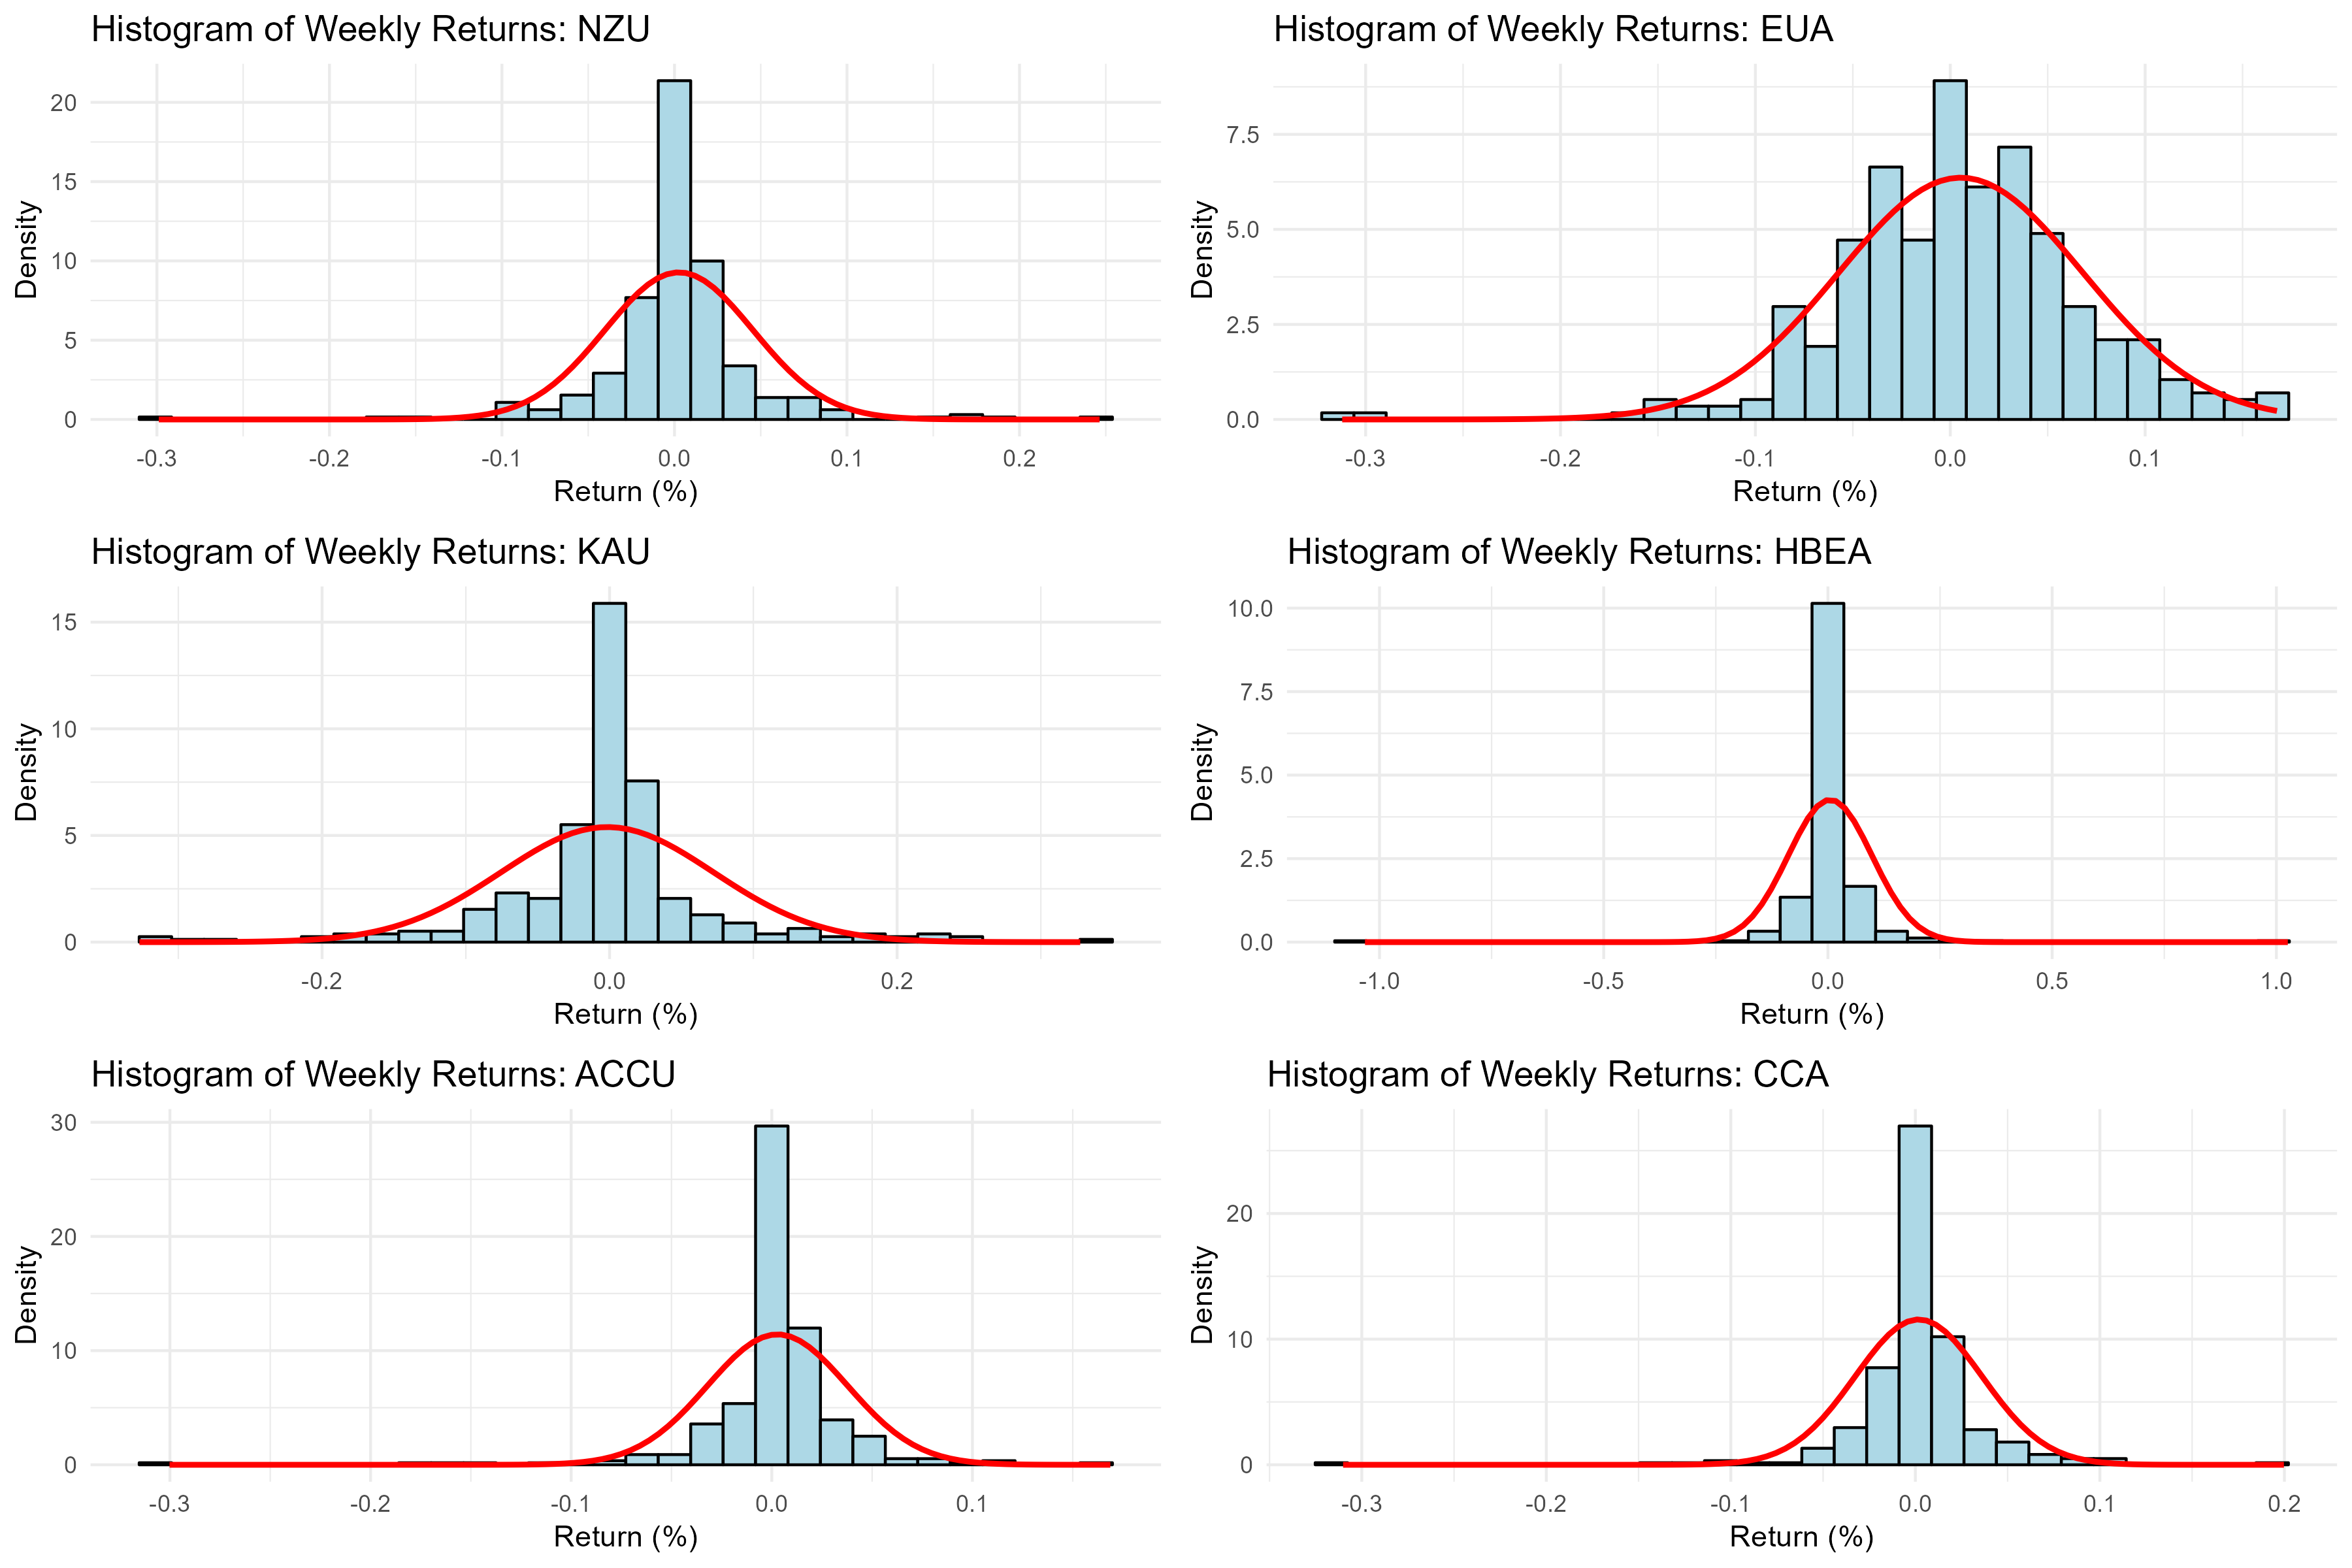 Histogram of Weekly Returns: NZU
Density
20
15
10
5
0
-0.3 -0.2 -0.1 0.0 0.1 0.2
Return (%)
Histogram of Weekly Returns: EUA
Density
7.5
5.0
2.5
0.0
-0.3 -0.2 -0.1 0.0 0.1
Return (%)
Histogram of Weekly Returns: KAU
Density
15
10
5
0
-0.2 0.0 0.2
Return (%)
Histogram of Weekly Returns: HBEA
Density
10.0
7.5
5.0
2.5
0.0
-1.0 -0.5 0.0 0.5 1.0
Return (%)
Histogram of Weekly Returns: ACCU
Density
30
20
10
0
-0.3 -0.2 -0.1 0.0 0.1
Return (%)
Histogram of Weekly Returns: CCA
Density
20
10
0
-0.3 -0.2 -0.1 0.0 0.1 0.2
Return (%)